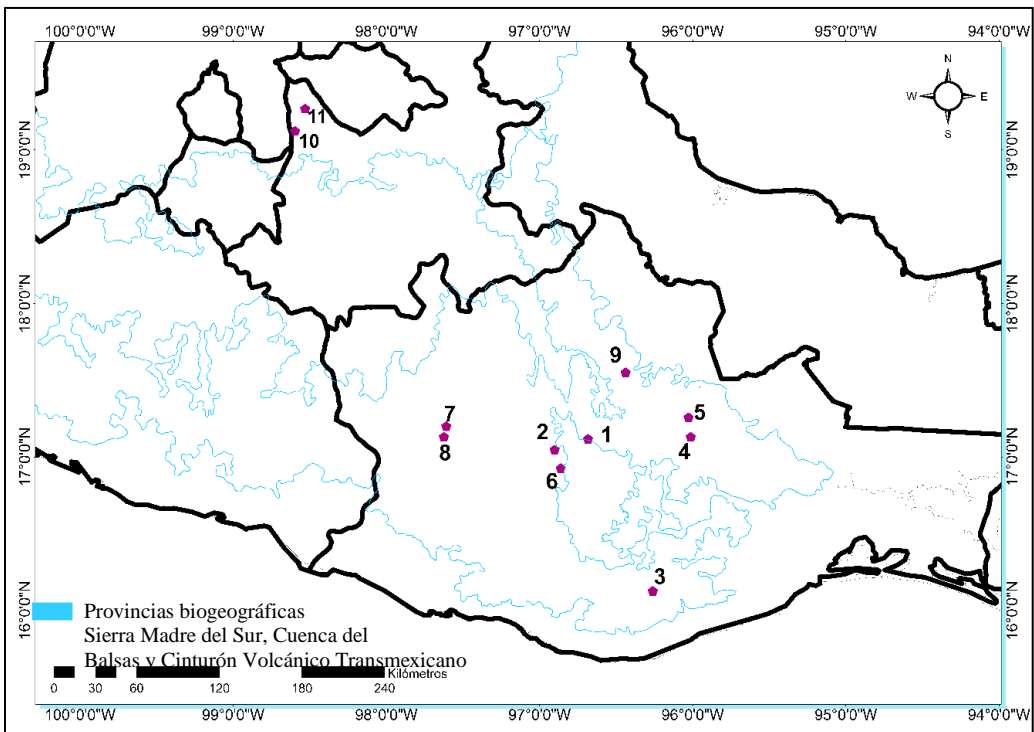 100°0'0"W 99°0'0"W 98°0'0"W 97°0'0"W 96°0'0"W 95°0'0"W 94°0'0"W
N
W E
S
11
10
19°0'0"N 19°0'0"N
18°0'0"N 18°0'0"N
9
7 5
2 1
8 4
17°0'0"N 17°0'0"N
6
3
16°0'0"N 16°0'0"N
Provincias biogeográficas
Sierra Madre del Sur, Cuenca del
Balsas y Cinturón Volcánico Transmexicano
Kilómetros
0 30 60 120 180 240
100°0'0"W 99°0'0"W 98°0'0"W 97°0'0"W 96°0'0"W 95°0'0"W 94°0'0"W